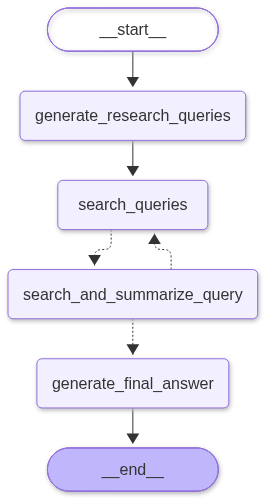 __start__
generate_research_queries
search_queries
search_and_summarize_query
generate_final_answer
__end__